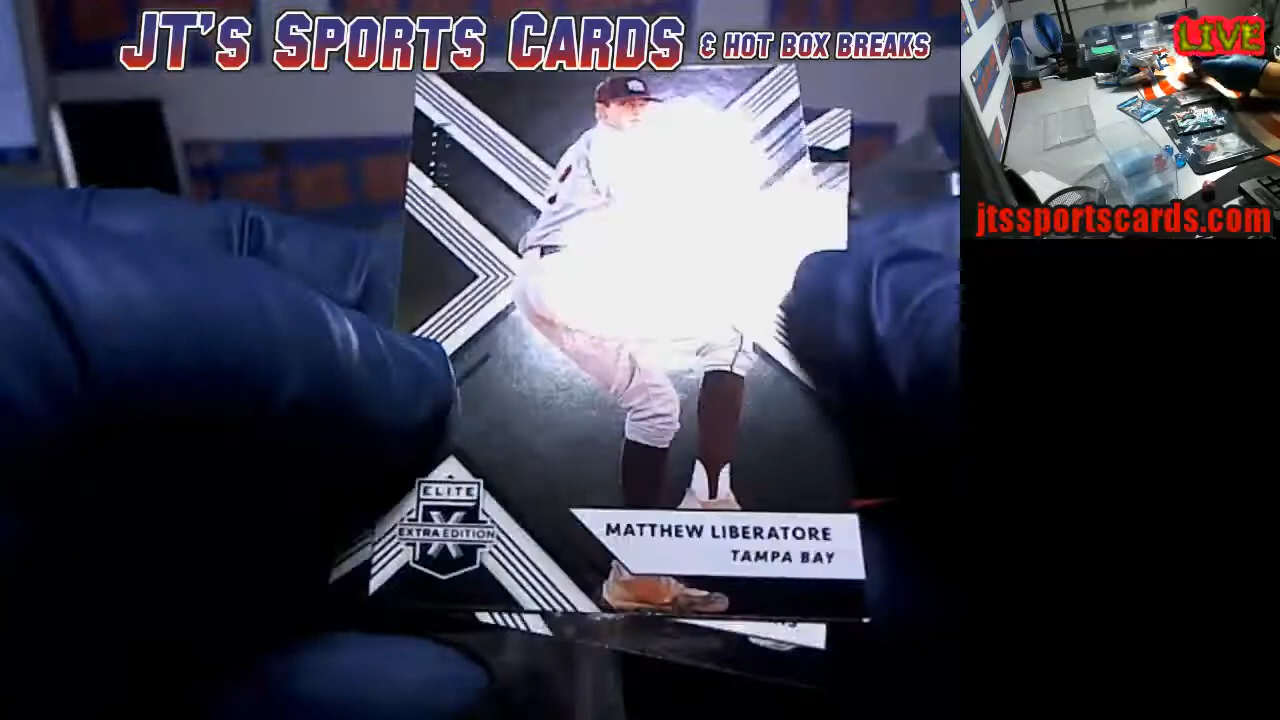 JT'S SPORTS CARDS & HOT BOX BREAKS
LIVE
jtssportscards.com
ELITE
X
EXTRA EDITION
MATTHEW LIBERATORE
TAMPA BAY